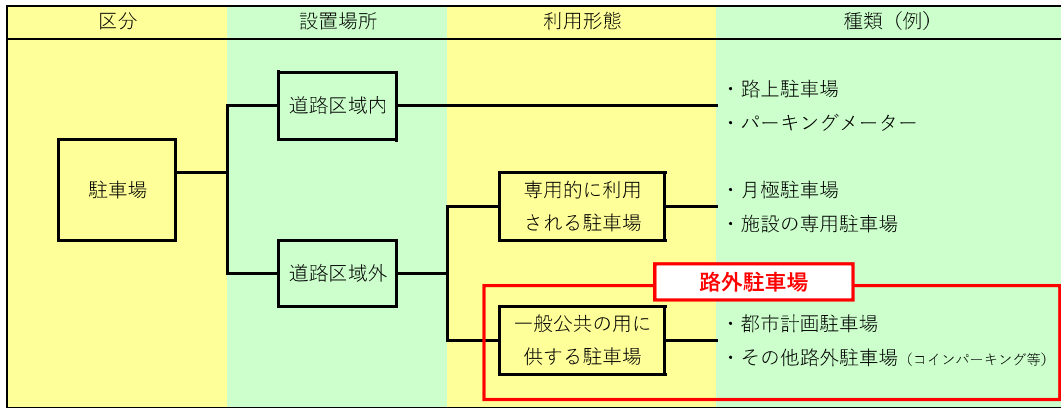 区分 設置場所 利用形態 種類（例）
道路区域内
・路上駐車場
・パーキングメーター
駐車場
専用的に利用
される駐車場
・月極駐車場
・施設の専用駐車場
道路区域外
路外駐車場
一般公共の用に
供する駐車場
・都市計画駐車場
・その他路外駐車場（コインパーキング等）